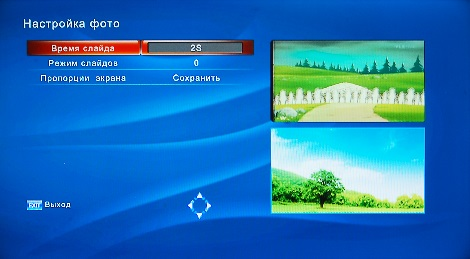 Настройка фото
Время слайда 2S
Режим слайдов 0
Пропорции экрана Сохранить
EXIT Выход